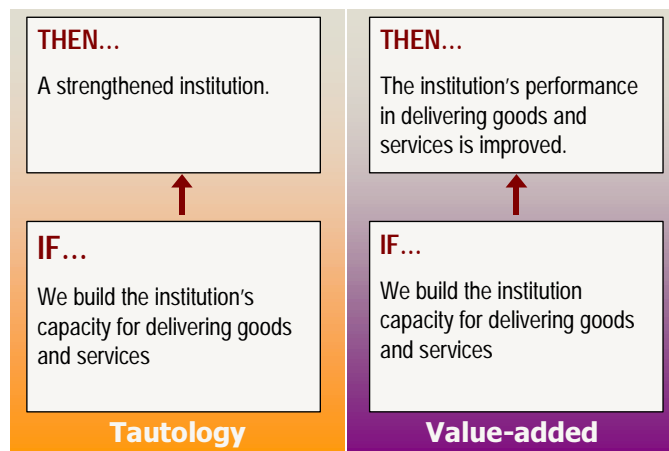 THEN...
A strengthened institution.
IF...
We build the institution’s
capacity for delivering goods
and services
Tautology
THEN...
The institution’s performance
in delivering goods and
services is improved.
IF...
We build the institution
capacity for delivering goods
and services
Value-added